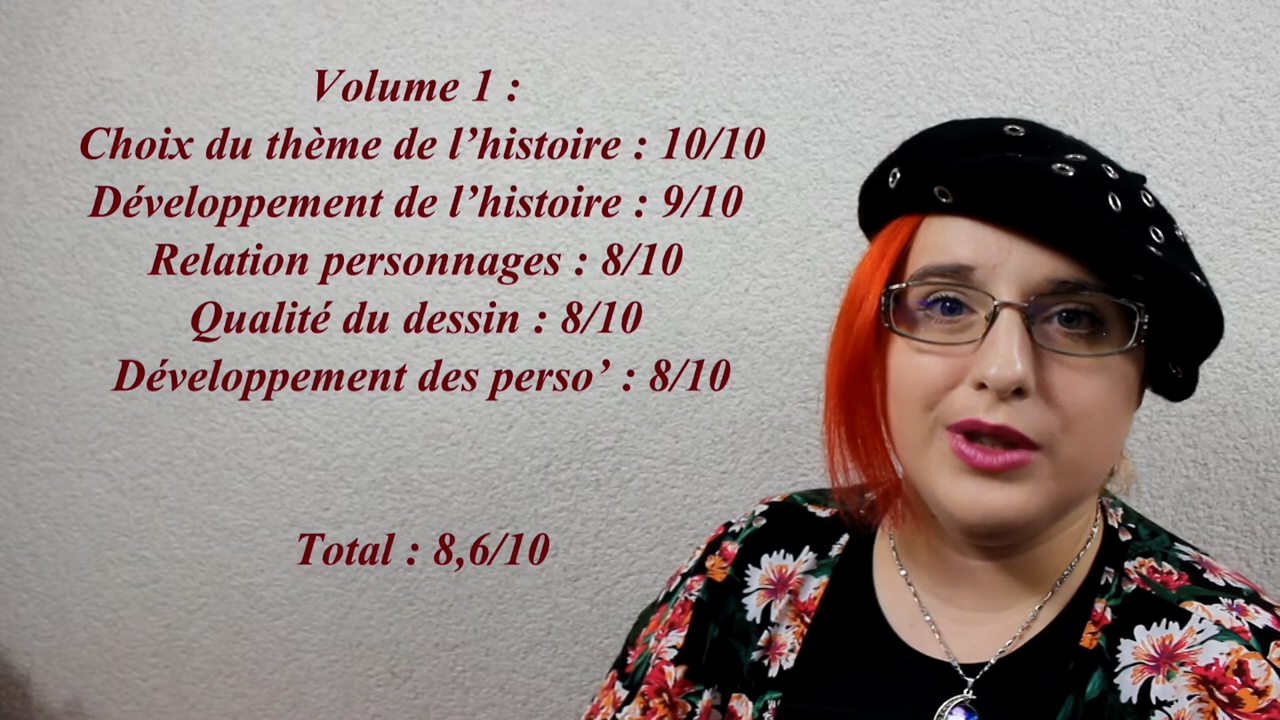 Volume 1 :
Choix du thème de l’histoire : 10/10
Développement de l’histoire : 9/10
Relation personnages : 8/10
Qualité du dessin : 8/10
Développement des perso’ : 8/10
Total : 8,6/10